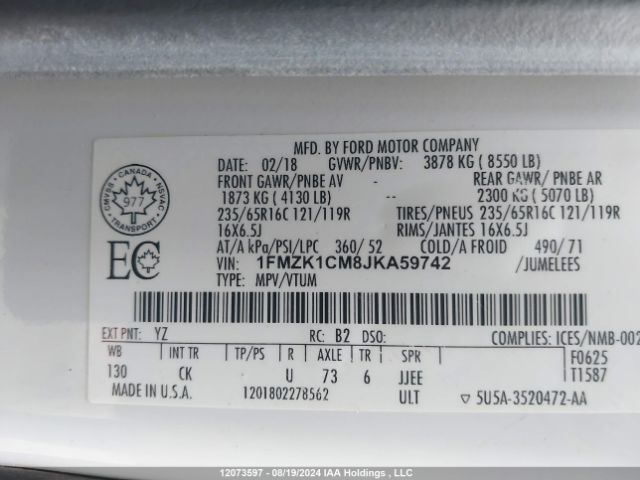 MFD. BY FORD MOTOR COMPANY
DATE: 02/18 GVWR/PNBV: 3878 KG ( 8550 LB)
FRONT GAWR/PNBE AV - REAR GAWR/ PNBE AR
1873 KG ( 4130 LB) -- 2300 KG ( 5070 LB)
235/65R16C 121/119R TIRES/PNEUS 235/65R16C 121/119R
16X6.5J RIMS/JANTES 16X6.5J
AT/A kPa/PSI/LPC 360/ 52 COLD/A FROID 490/ 71
VIN: 1FMZK1CM8JKA59742 /JUMELEES
TYPE: MPV/VTUM
CANADA
CMVSS NSVAC
977
TRANSPORT
EC
EXT PNT: YZ RC: B2 DSO: COMPLIES: ICES/NMB-002
WB INT TR TP/PS R AXLE TR SPR F0625
130 CK U 73 6 JJEE T1587
MADE IN U.S.A. 1201802278562 ULT ▽ 5U5A-3520472-AA
12073597 - 08/19/2024 IAA Holdings, LLC